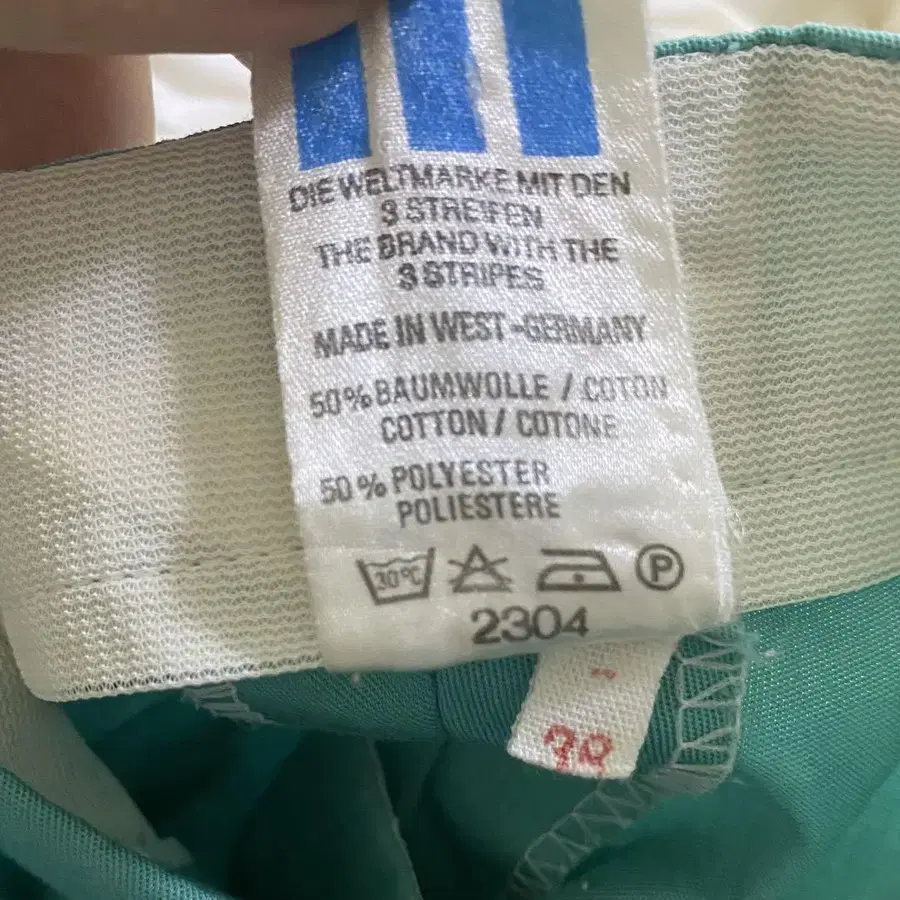 DIE WELTMARKE MIT DEN
3 STREIFEN
THE BRAND WITH THE
3 STRIPES
MADE IN WEST-GERMANY
50% BAUMWOLLE / COTON
COTTON / COTONE
50% POLYESTER
POLIESTERE
30°C P
2304